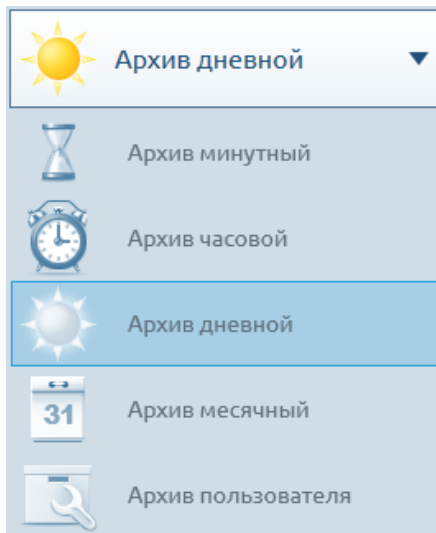 Архив дневной
Архив минутный
Архив часовой
Архив дневной
31
Архив месячный
Архив пользователя